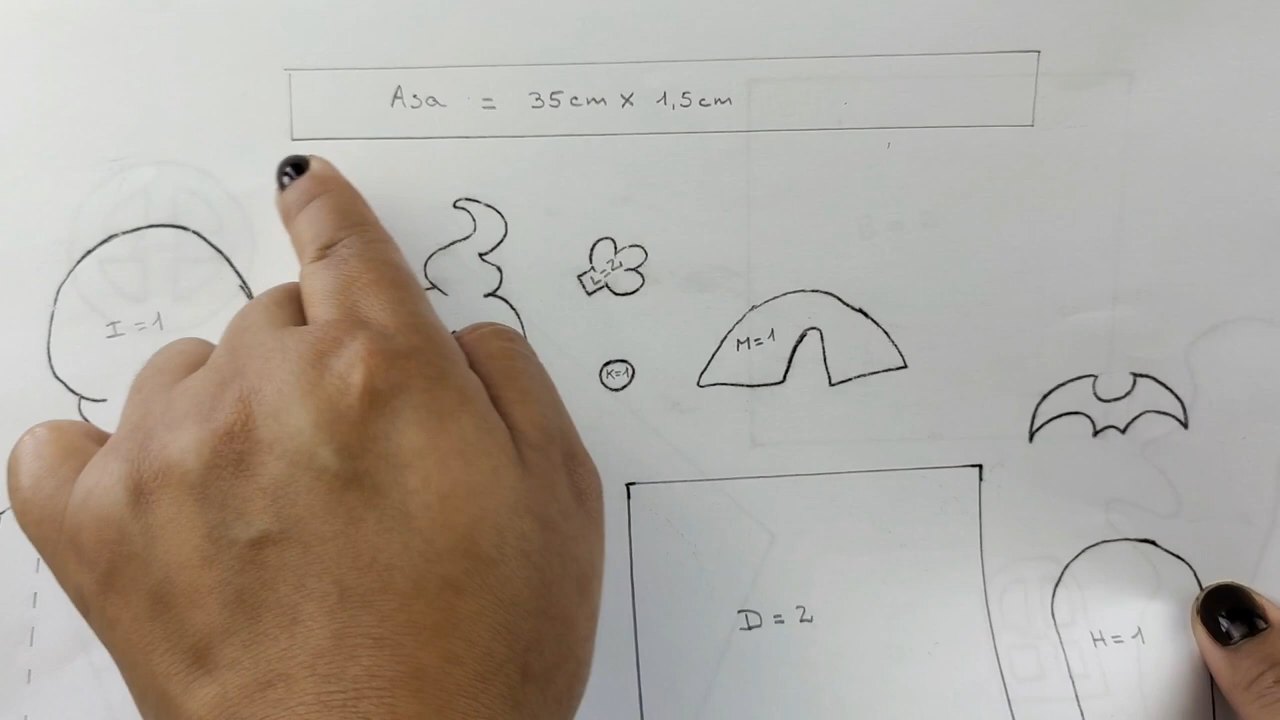 Asa = 35cm x 1,5cm
L=2
I=1
M=1
K=1
D=2
H=1